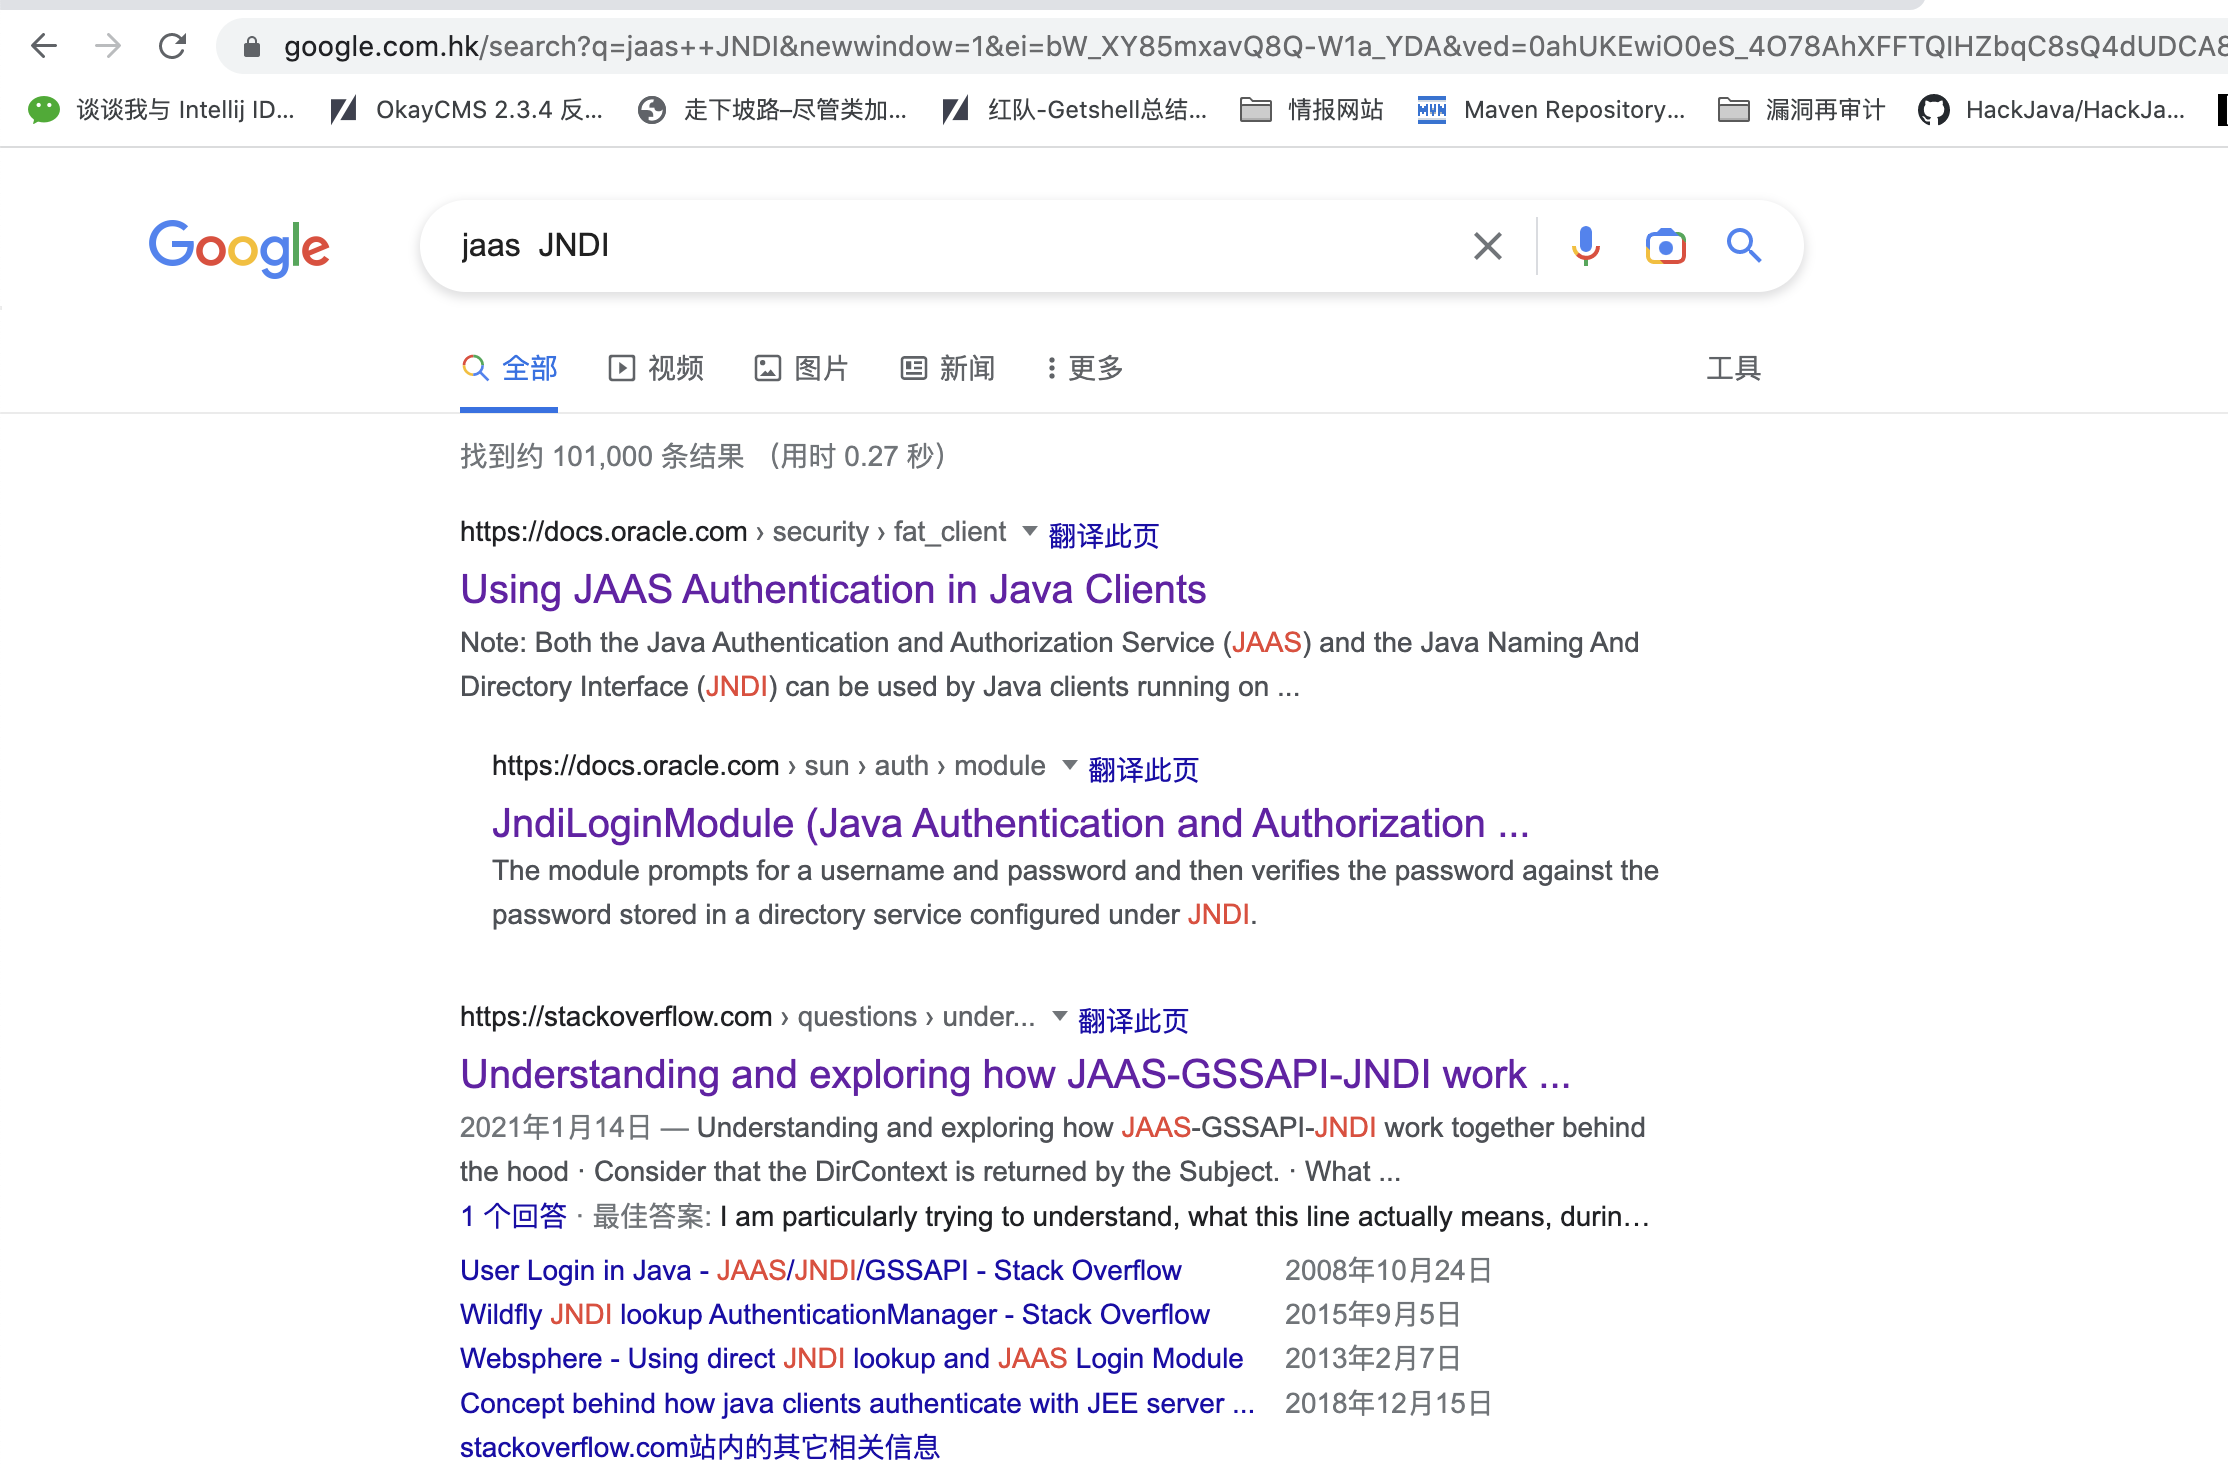 google.com.hk/search?q=jaas++JNDI&newwindow=1&ei=bW_XY85mxavQ8Q-W1a_YDA&ved=0ahUKEwiO0eS_4O78AhXFFTQIHZbqC8sQ4dUDCA8
谈谈我与 Intellij ID... OkayCMS 2.3.4 反... 走下坡路–尽管类加... 红队-Getshell总结... 情报网站 Maven Repository... 漏洞再审计 HackJava/HackJa...
Google jaas JNDI
全部 视频 图片 新闻 更多 工具
找到约 101,000 条结果 （用时 0.27 秒）
https://docs.oracle.com › security › fat_client 翻译此页
Using JAAS Authentication in Java Clients
Note: Both the Java Authentication and Authorization Service (JAAS) and the Java Naming And
Directory Interface (JNDI) can be used by Java clients running on ...
https://docs.oracle.com › sun › auth › module 翻译此页
JndiLoginModule (Java Authentication and Authorization ...
The module prompts for a username and password and then verifies the password against the
password stored in a directory service configured under JNDI.
https://stackoverflow.com › questions › under... 翻译此页
Understanding and exploring how JAAS-GSSAPI-JNDI work ...
2021年1月14日 — Understanding and exploring how JAAS-GSSAPI-JNDI work together behind
the hood · Consider that the DirContext is returned by the Subject. · What ...
1 个回答 · 最佳答案: I am particularly trying to understand, what this line actually means, durin...
User Login in Java - JAAS/JNDI/GSSAPI - Stack Overflow 2008年10月24日
Wildfly JNDI lookup AuthenticationManager - Stack Overflow 2015年9月5日
Websphere - Using direct JNDI lookup and JAAS Login Module 2013年2月7日
Concept behind how java clients authenticate with JEE server ... 2018年12月15日
stackoverflow.com站内的其它相关信息